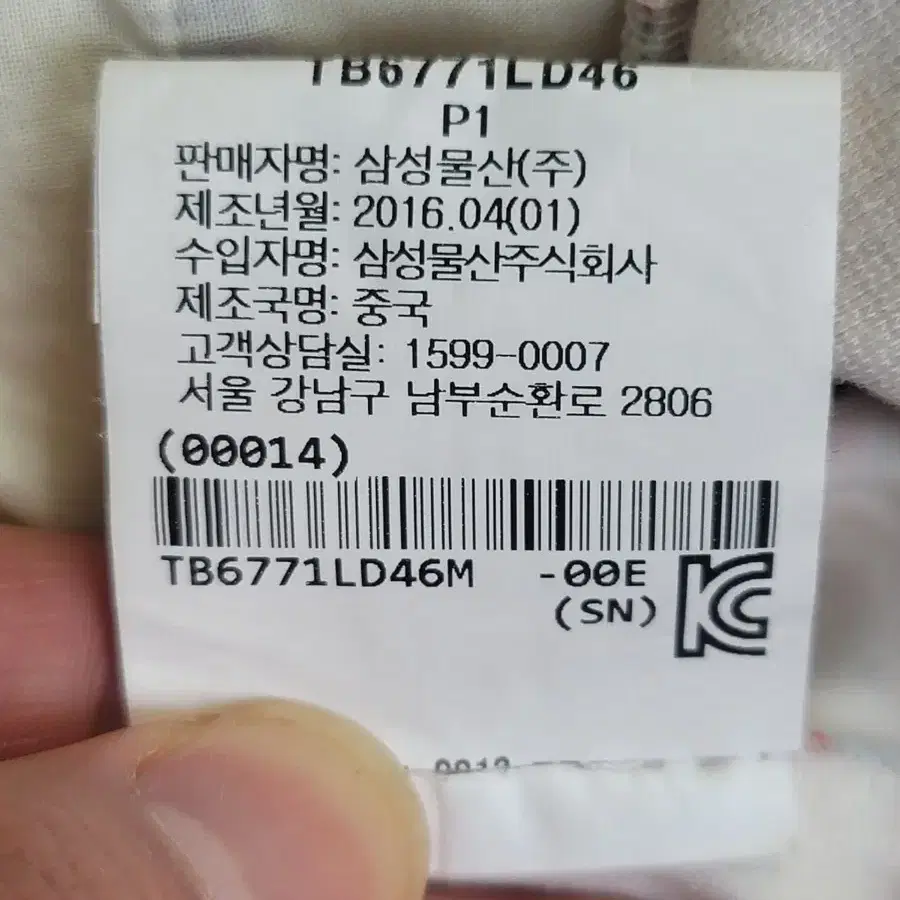 TB6771LD46
P1
판매자명: 삼성물산(주)
제조년월: 2016.04(01)
수입자명: 삼성물산주식회사
제조국명: 중국
고객상담실: 1599-0007
서울 강남구 남부순환로 2806
(00014)
TB6771LD46M -00E
(SN)
KC